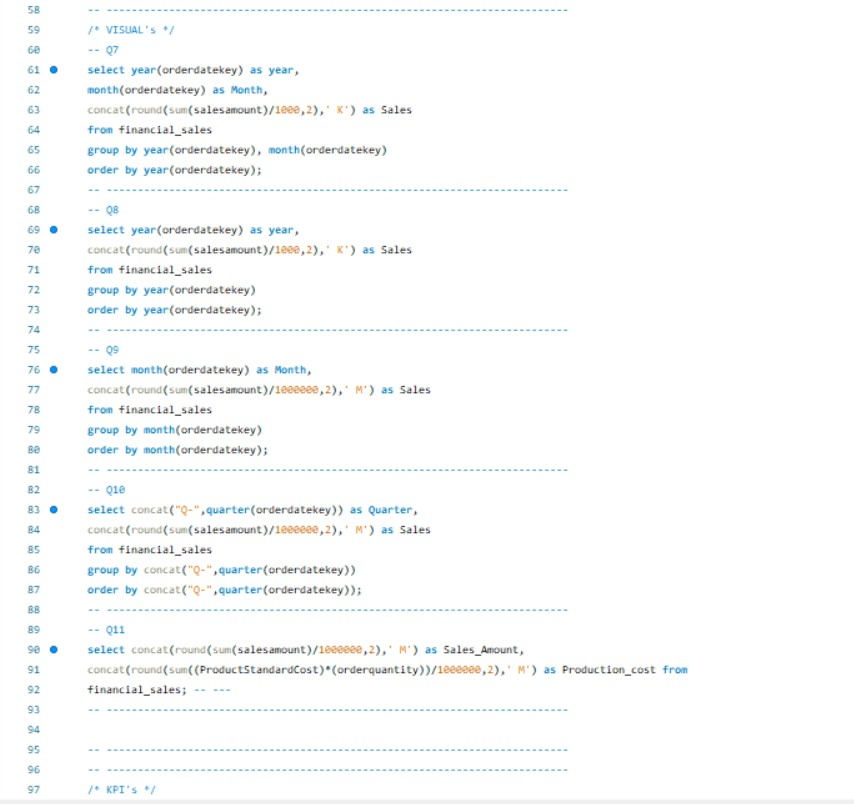 58 -- -----------------------------------------------------------------------
59 /* VISUAL's */
60 -- Q7
61 select year(orderdatekey) as year,
62 month(orderdatekey) as Month,
63 concat(round(sum(salesamount)/1000,2),' K') as Sales
64 from financial_sales
65 group by year(orderdatekey), month(orderdatekey)
66 order by year(orderdatekey);
67 -- -----------------------------------------------------------------------
68 -- Q8
69 select year(orderdatekey) as year,
70 concat(round(sum(salesamount)/1000,2),' K') as Sales
71 from financial_sales
72 group by year(orderdatekey)
73 order by year(orderdatekey);
74 -- -----------------------------------------------------------------------
75 -- Q9
76 select month(orderdatekey) as Month,
77 concat(round(sum(salesamount)/1000000,2),' M') as Sales
78 from financial_sales
79 group by month(orderdatekey)
80 order by month(orderdatekey);
81 -- -----------------------------------------------------------------------
82 -- Q10
83 select concat("Q-",quarter(orderdatekey)) as Quarter,
84 concat(round(sum(salesamount)/1000000,2),' M') as Sales
85 from financial_sales
86 group by concat("Q-",quarter(orderdatekey))
87 order by concat("Q-",quarter(orderdatekey));
88 -- -----------------------------------------------------------------------
89 -- Q11
90 select concat(round(sum(salesamount)/1000000,2),' M') as Sales_Amount,
91 concat(round(sum((ProductStandardCost)*(orderquantity))/1000000,2),' M') as Production_cost from
92 financial_sales; -- ---
93 -- -----------------------------------------------------------------------
94
95 -- -----------------------------------------------------------------------
96 -- -----------------------------------------------------------------------
97 /* KPI's */